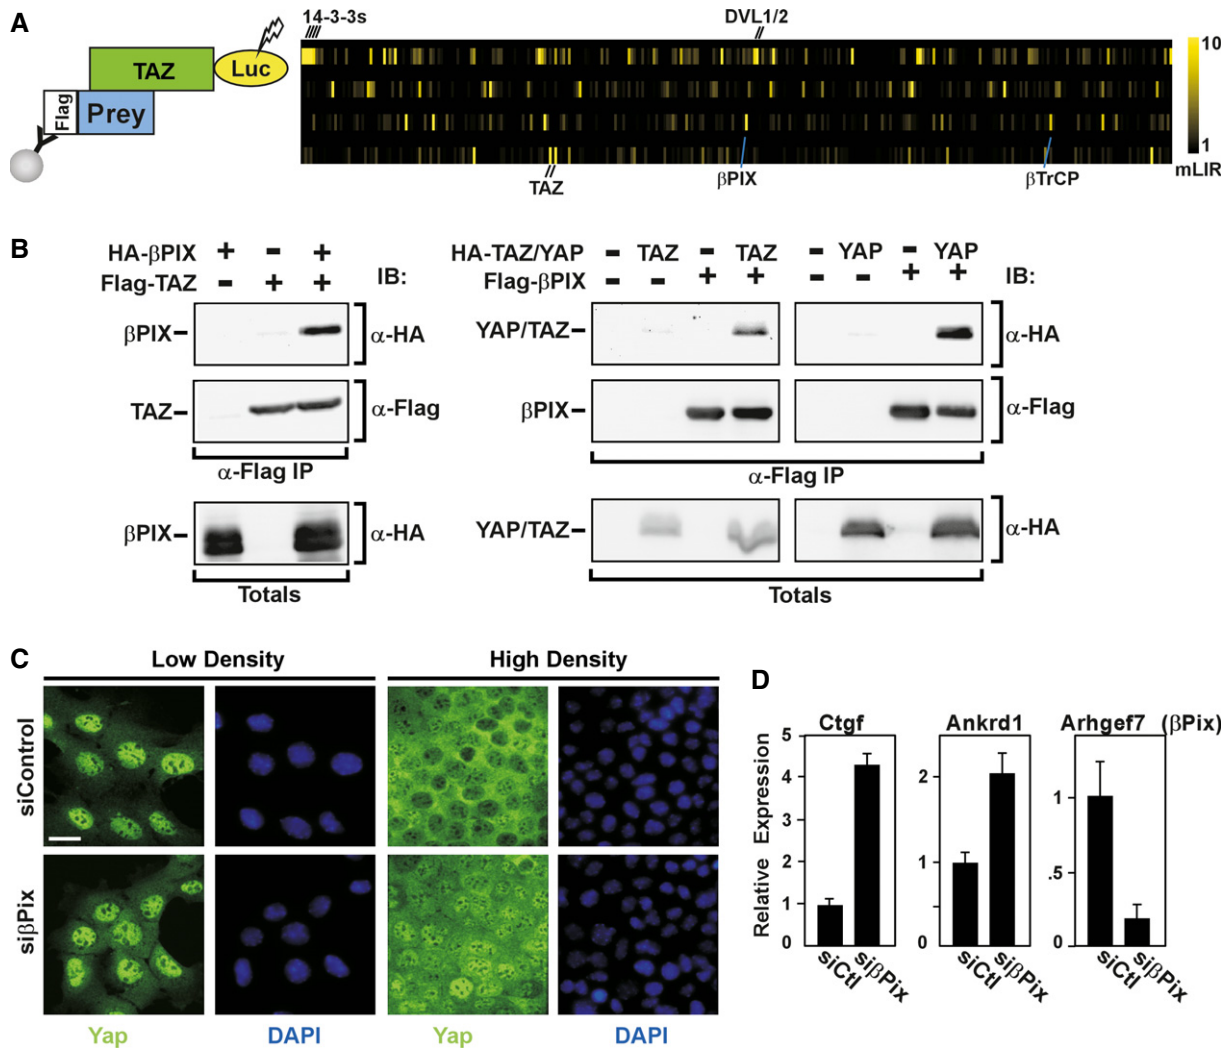 A
14-3-3s
DVL1/2
TAZ
Luc
Flag
Prey
10
1
mLIR
TAZ
βPIX
βTrCP
B
HA-βPIX + - +
Flag-TAZ - + + IB:
βPIX
α-HA
TAZ
α-Flag
α-Flag IP
βPIX
α-HA
Totals
HA-TAZ/YAP - TAZ - TAZ - YAP - YAP
Flag-βPIX - - + + - - + + IB:
YAP/TAZ
α-HA
βPIX
α-Flag
α-Flag IP
YAP/TAZ
α-HA
Totals
C
Low Density
High Density
siControl
siβPix
Yap
DAPI
Yap
DAPI
D
Ctgf
Ankrd1
Arhgef7 (βPix)
Relative Expression
5
4
3
2
1
0
2
1
0
1
.5
0
siCtl
siβPix
siCtl
siβPix
siCtl
siβPix